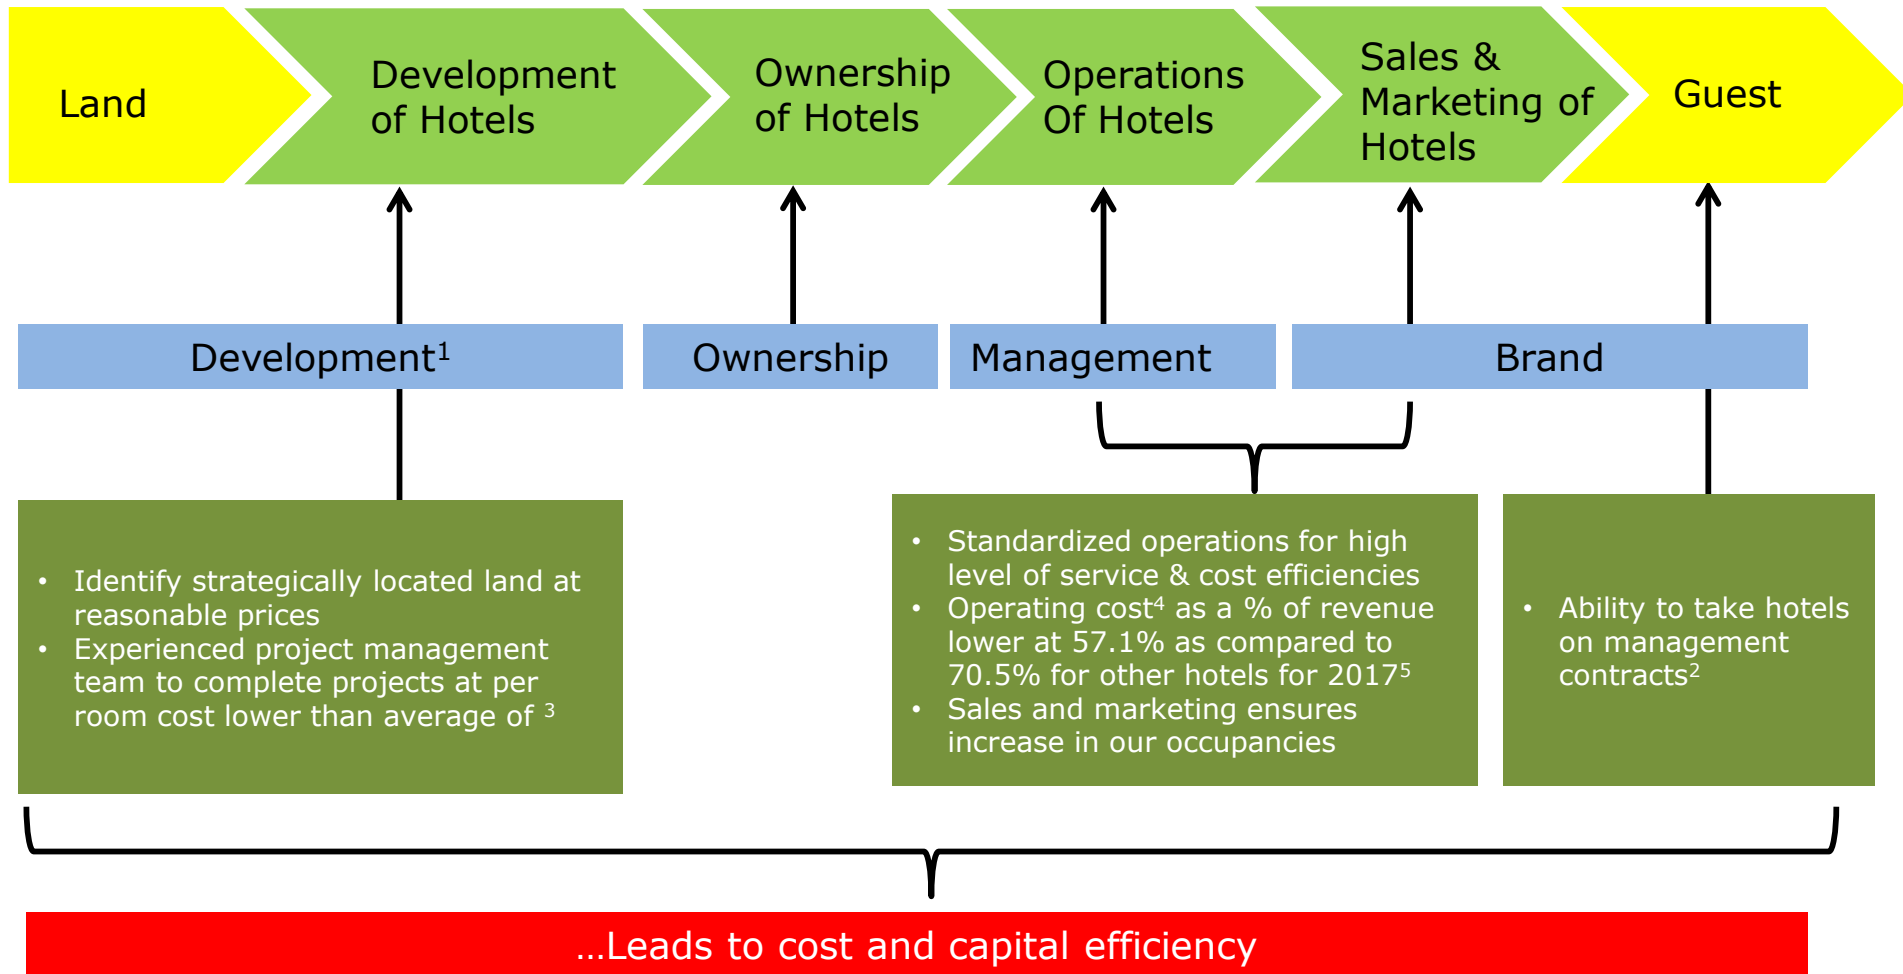 Land
Development
of Hotels
Ownership
of Hotels
Operations
Of Hotels
Sales &
Marketing of
Hotels
Guest
Development¹
Ownership
Management
Brand
• Identify strategically located land at
reasonable prices
• Experienced project management
team to complete projects at per
room cost lower than average of ³
• Standardized operations for high
level of service & cost efficiencies
• Operating cost⁴ as a % of revenue
lower at 57.1% as compared to
70.5% for other hotels for 2017⁵
• Sales and marketing ensures
increase in our occupancies
• Ability to take hotels
on management
contracts²
...Leads to cost and capital efficiency